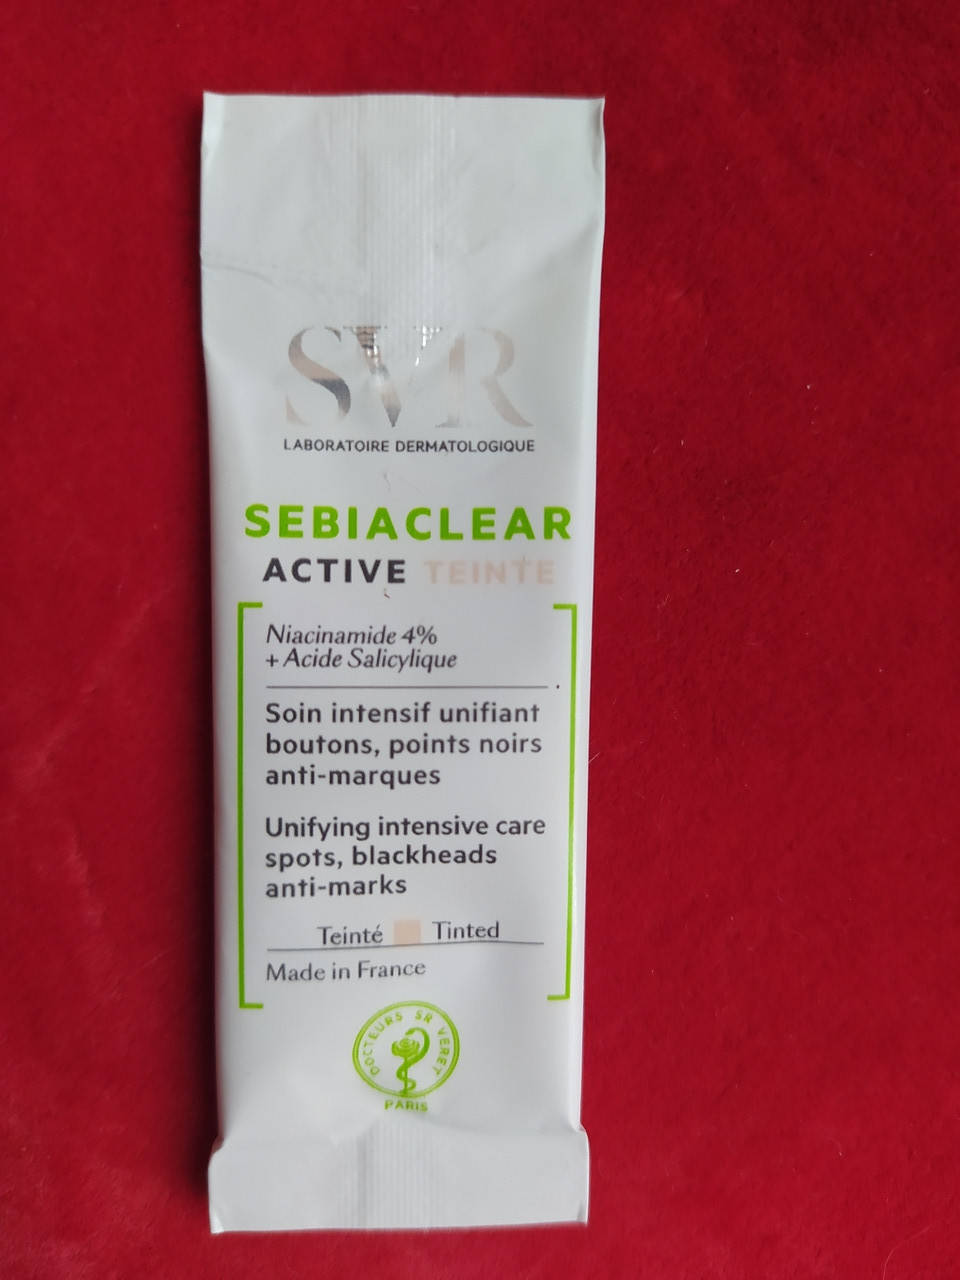 SVR
LABORATOIRE DERMATOLOGIQUE
SEBIACLEAR
ACTIVE TEINTE
Niacinamide 4%
+ Acide Salicylique
Soin intensif unifiant
boutons, points noirs
anti-marques
Unifying intensive care
spots, blackheads
anti-marks
Teinté Tinted
Made in France
DOCTEURS SR VERET
PARIS